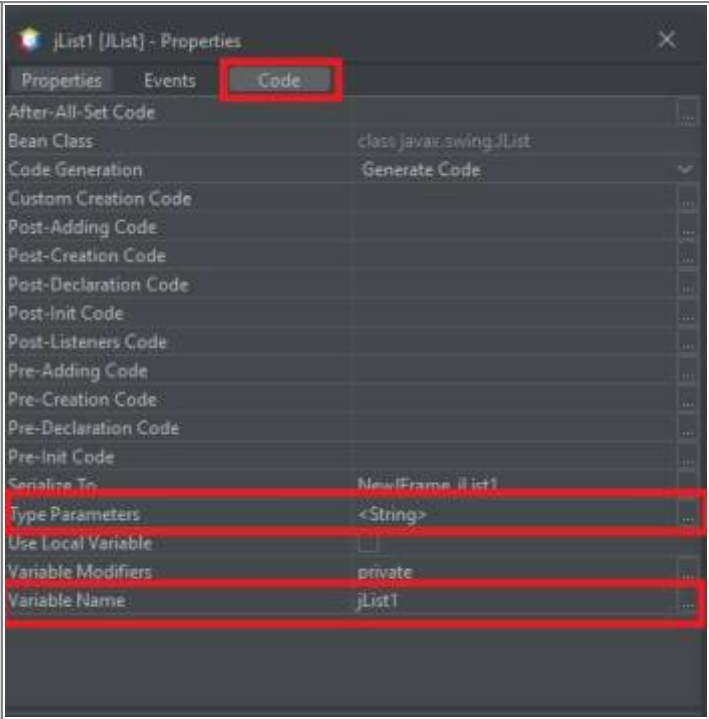 jList1 [JList] - Properties
Properties Events Code
After-All-Set Code ...
Bean Class class javax.swing.JList
Code Generation Generate Code
Custom Creation Code ...
Post-Adding Code ...
Post-Creation Code ...
Post-Declaration Code ...
Post-Init Code ...
Post-Listeners Code ...
Pre-Adding Code ...
Pre-Creation Code ...
Pre-Declaration Code ...
Pre-Init Code ...
Serialize To NewJFrame_jList1
Type Parameters <String> ...
Use Local Variable
Variable Modifiers private ...
Variable Name jList1 ...